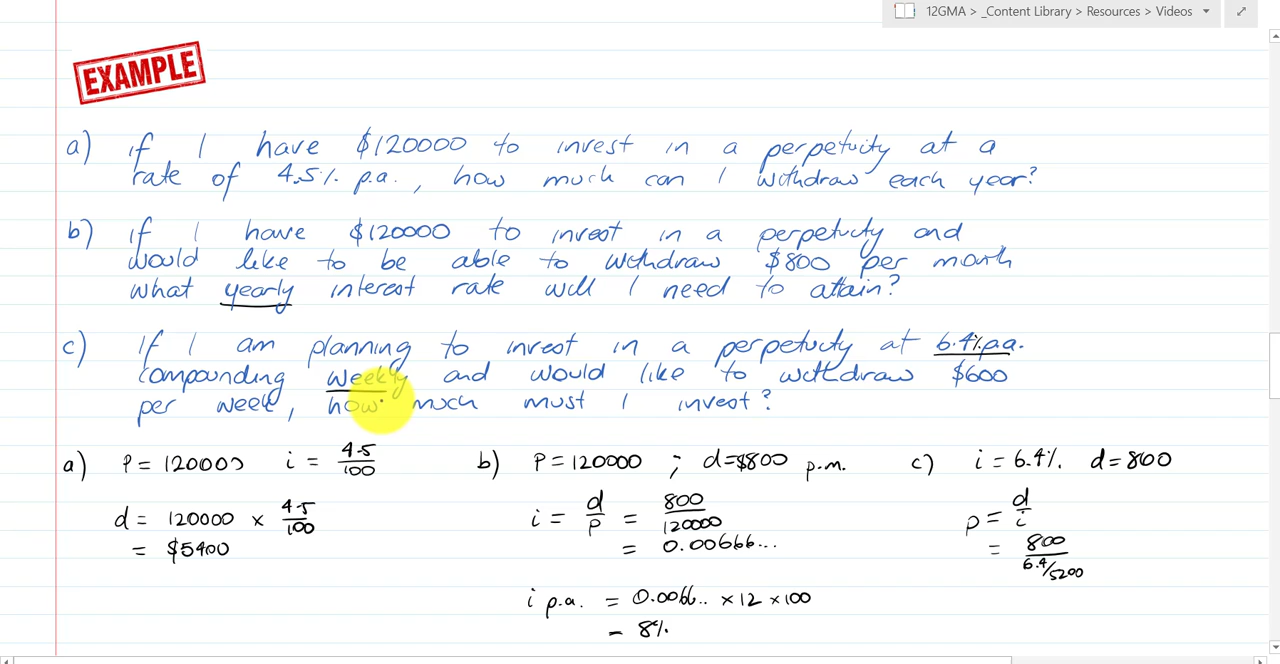 12GMA > _Content Library > Resources > Videos
EXAMPLE
a) If I have $120000 to invest in a perpetuity at a
rate of 4.5% p.a., how much can I withdraw each year?
b) If I have $120000 to invest in a perpetuity and
would like to be able to withdraw $800 per month
what yearly interest rate will I need to attain?
c) If I am planning to invest in a perpetuity at 6.4% p.a.
compounding weekly and would like to withdraw $600
per week, how much must I invest?
a) P = 120000 i = 4.5/100
d = 120000 × 4.5/100
= $5400
b) P = 120000 ; d = $800 p.m.
i = d/P = 800/120000
= 0.00666...
i p.a. = 0.0066.. × 12 × 100
= 8%
c) i = 6.4% d = 800
P = d/i
= 800/6.4/5200